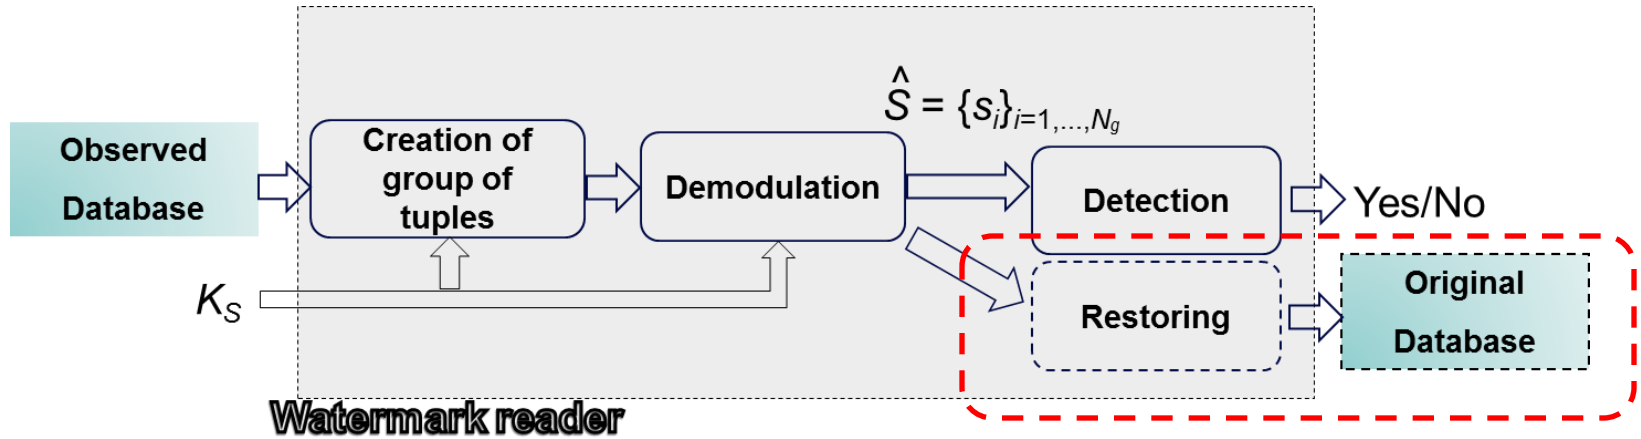 Observed
Database
Creation of
group of
tuples
Demodulation
Ŝ = {sᵢ}ᵢ₌₁,...,N_g
Detection
Yes/No
K_S
Restoring
Original
Database
Watermark reader